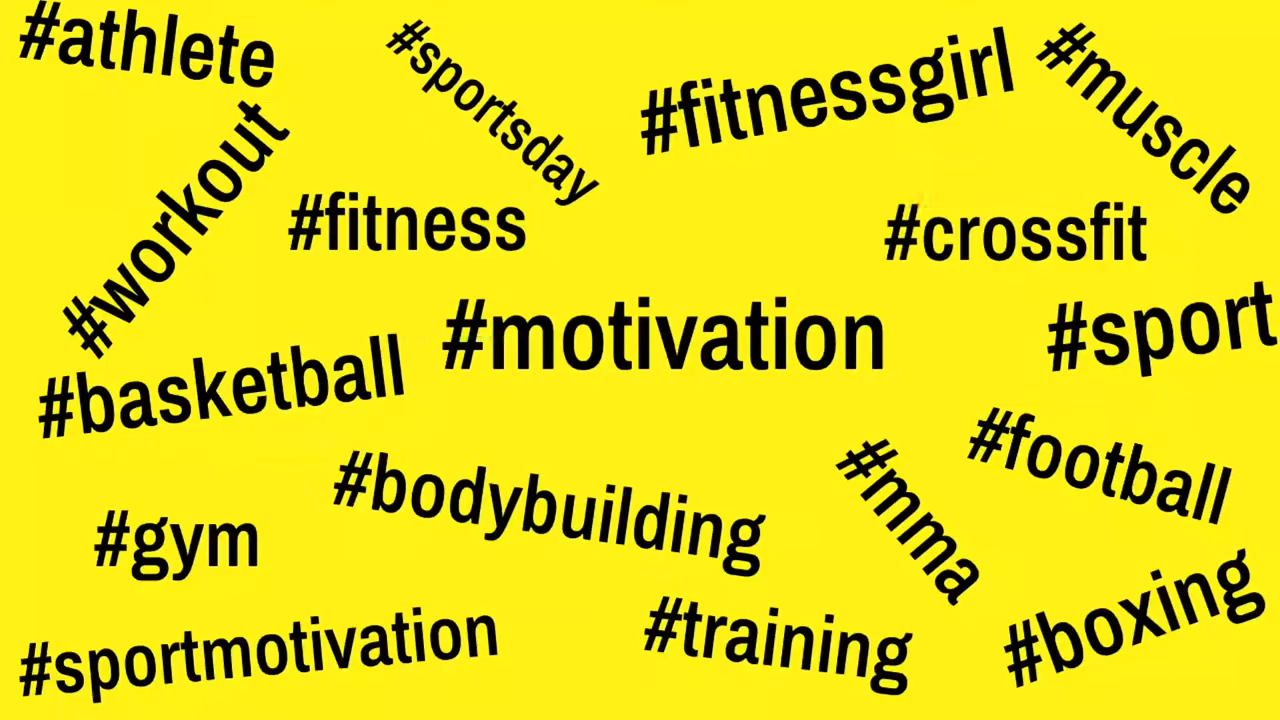 #athlete
#sportsday
#fitnessgirl
#muscle
#workout
#fitness
#crossfit
#motivation
#sport
#basketball
#football
#bodybuilding
#mma
#gym
#boxing
#sportmotivation
#training